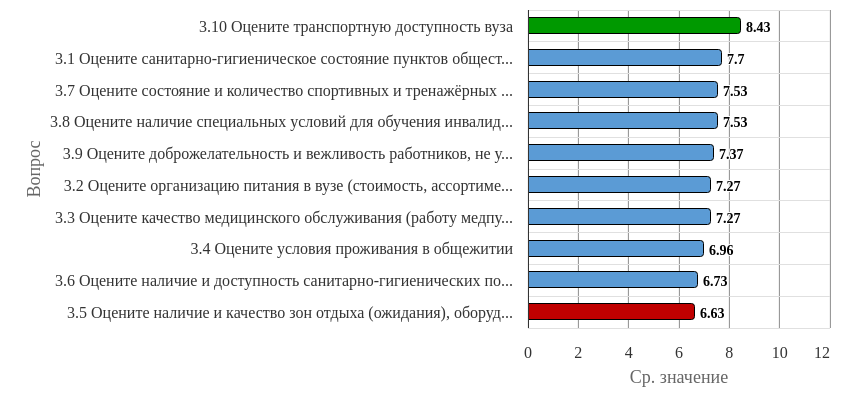 3.10 Оцените транспортную доступность вуза 8.43
3.1 Оцените санитарно-гигиеническое состояние пунктов общест... 7.7
3.7 Оцените состояние и количество спортивных и тренажёрных ... 7.53
3.8 Оцените наличие специальных условий для обучения инвалид... 7.53
3.9 Оцените доброжелательность и вежливость работников, не у... 7.37
3.2 Оцените организацию питания в вузе (стоимость, ассортиме... 7.27
3.3 Оцените качество медицинского обслуживания (работу медпу... 7.27
3.4 Оцените условия проживания в общежитии 6.96
3.6 Оцените наличие и доступность санитарно-гигиенических по... 6.73
3.5 Оцените наличие и качество зон отдыха (ожидания), оборуд... 6.63
Вопрос
0 2 4 6 8 10 12
Ср. значение